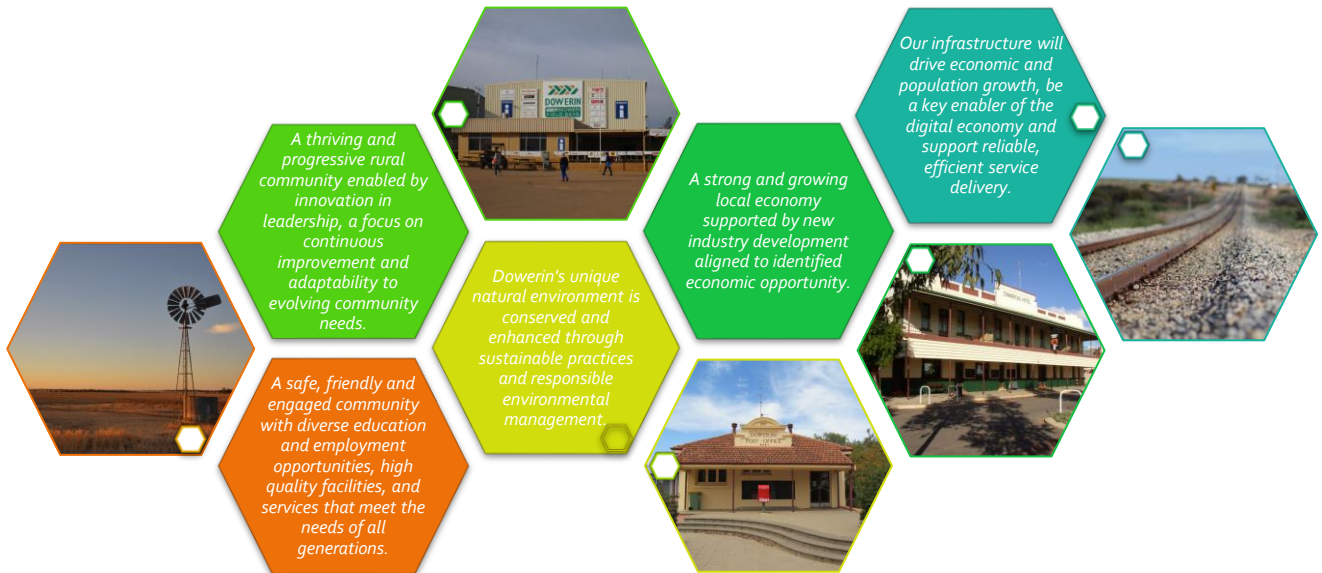 A thriving and
progressive rural
community enabled by
innovation in
leadership, a focus on
continuous
improvement and
adaptability to
evolving community
needs.
A safe, friendly and
engaged community
with diverse education
and employment
opportunities, high
quality facilities, and
services that meet the
needs of all
generations.
DOWERIN
Dowerin's unique
natural environment is
conserved and
enhanced through
sustainable practices
and responsible
environmental
management.
A strong and growing
local economy
supported by new
industry development
aligned to identified
economic opportunity.
DOWERIN
POST OFFICE
Our infrastructure will
drive economic and
population growth, be
a key enabler of the
digital economy and
support reliable,
efficient service
delivery.